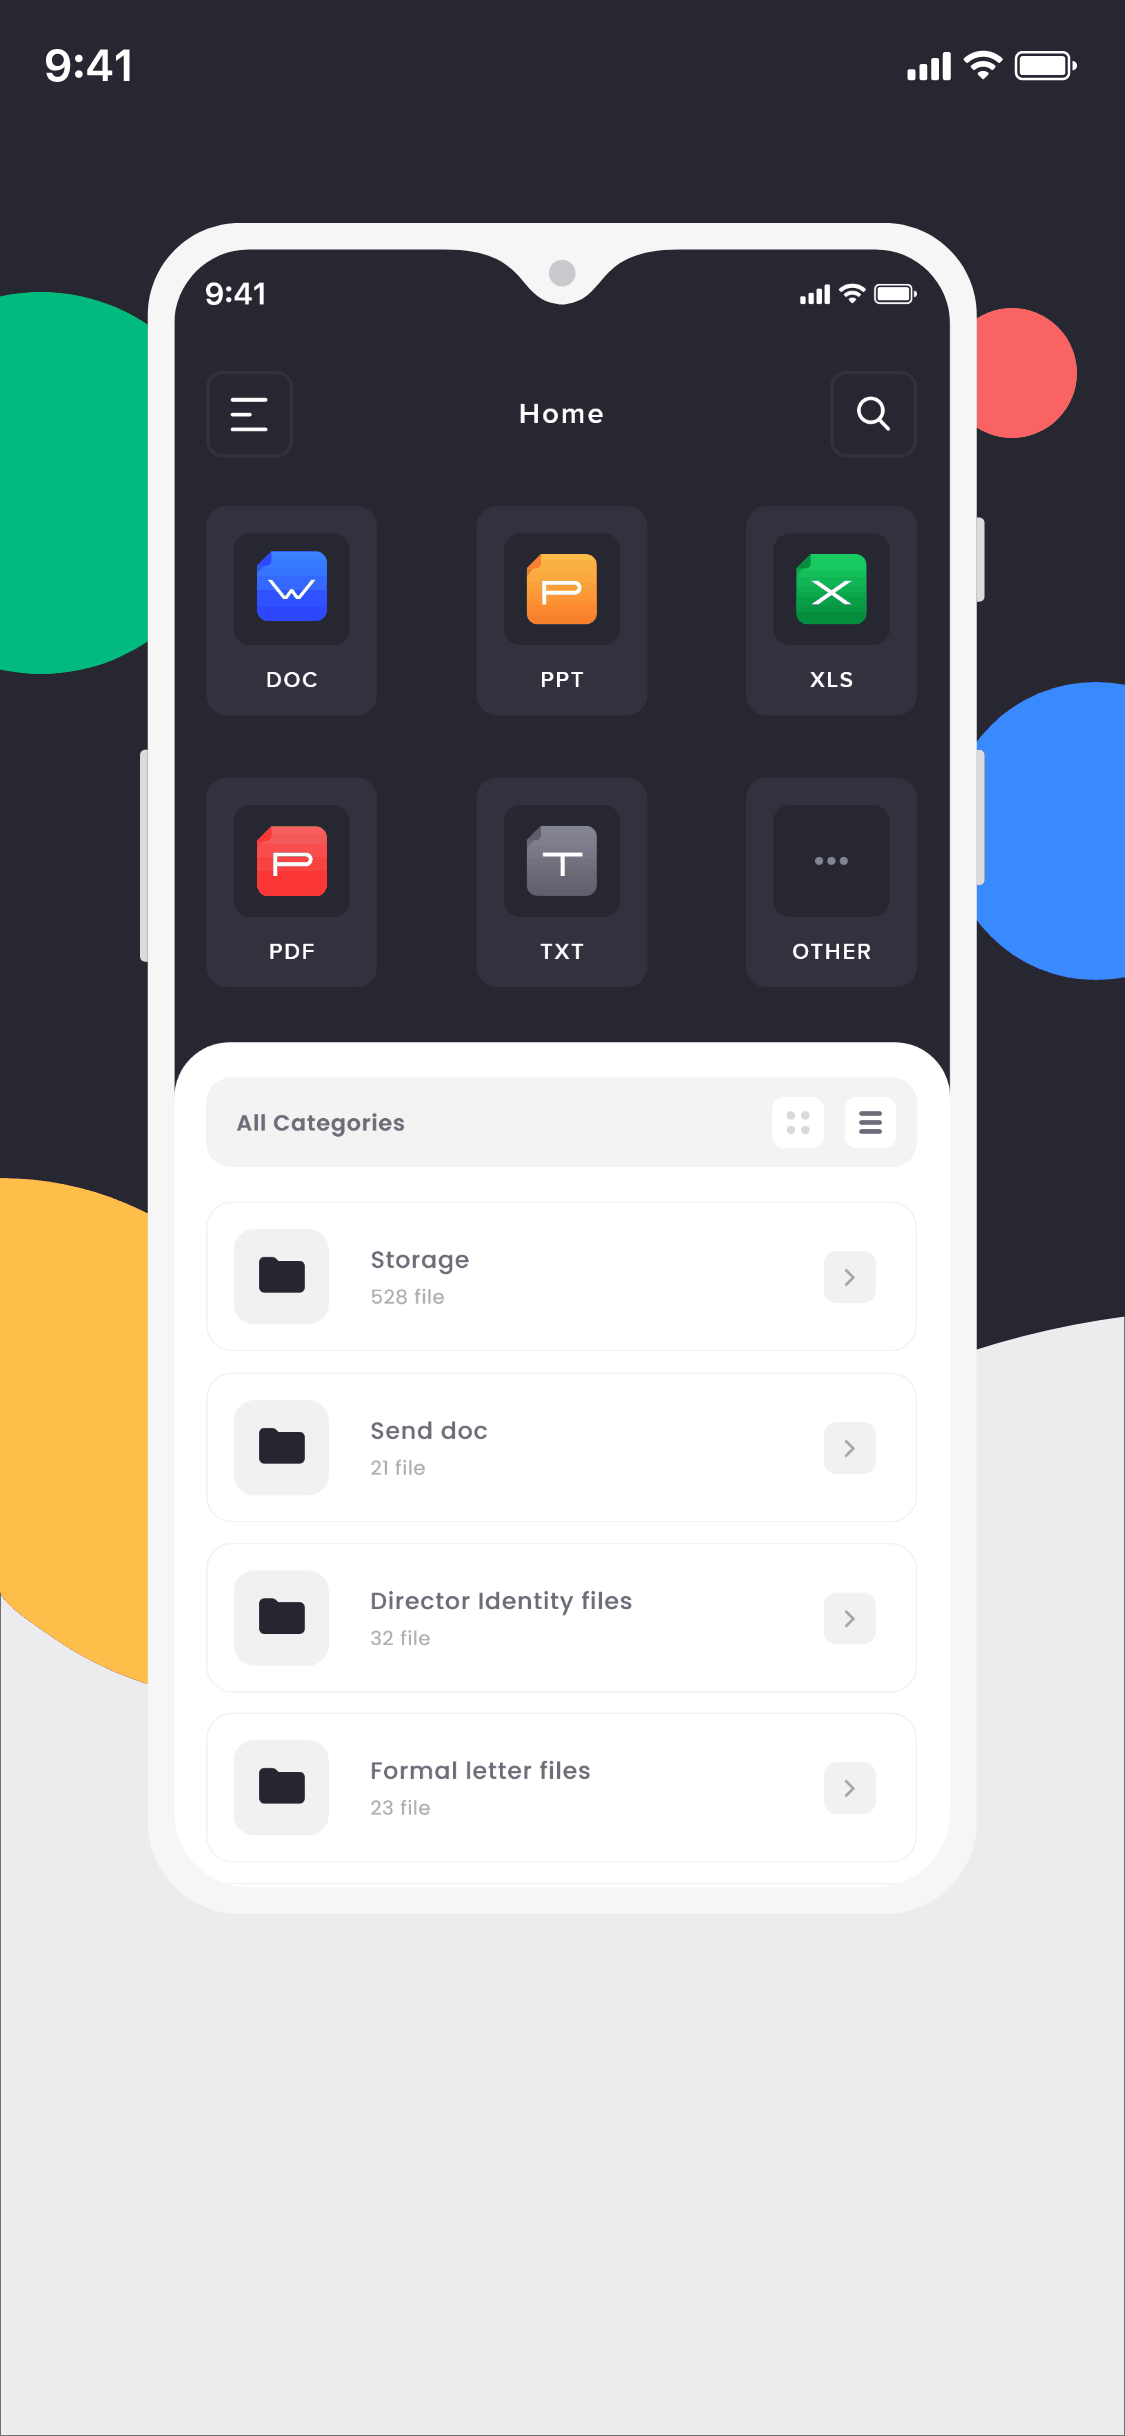 9:41
9:41
Home
DOC
PPT
XLS
PDF
TXT
OTHER
All Categories
Storage
528 file
Send doc
21 file
Director Identity files
32 file
Formal letter files
23 file